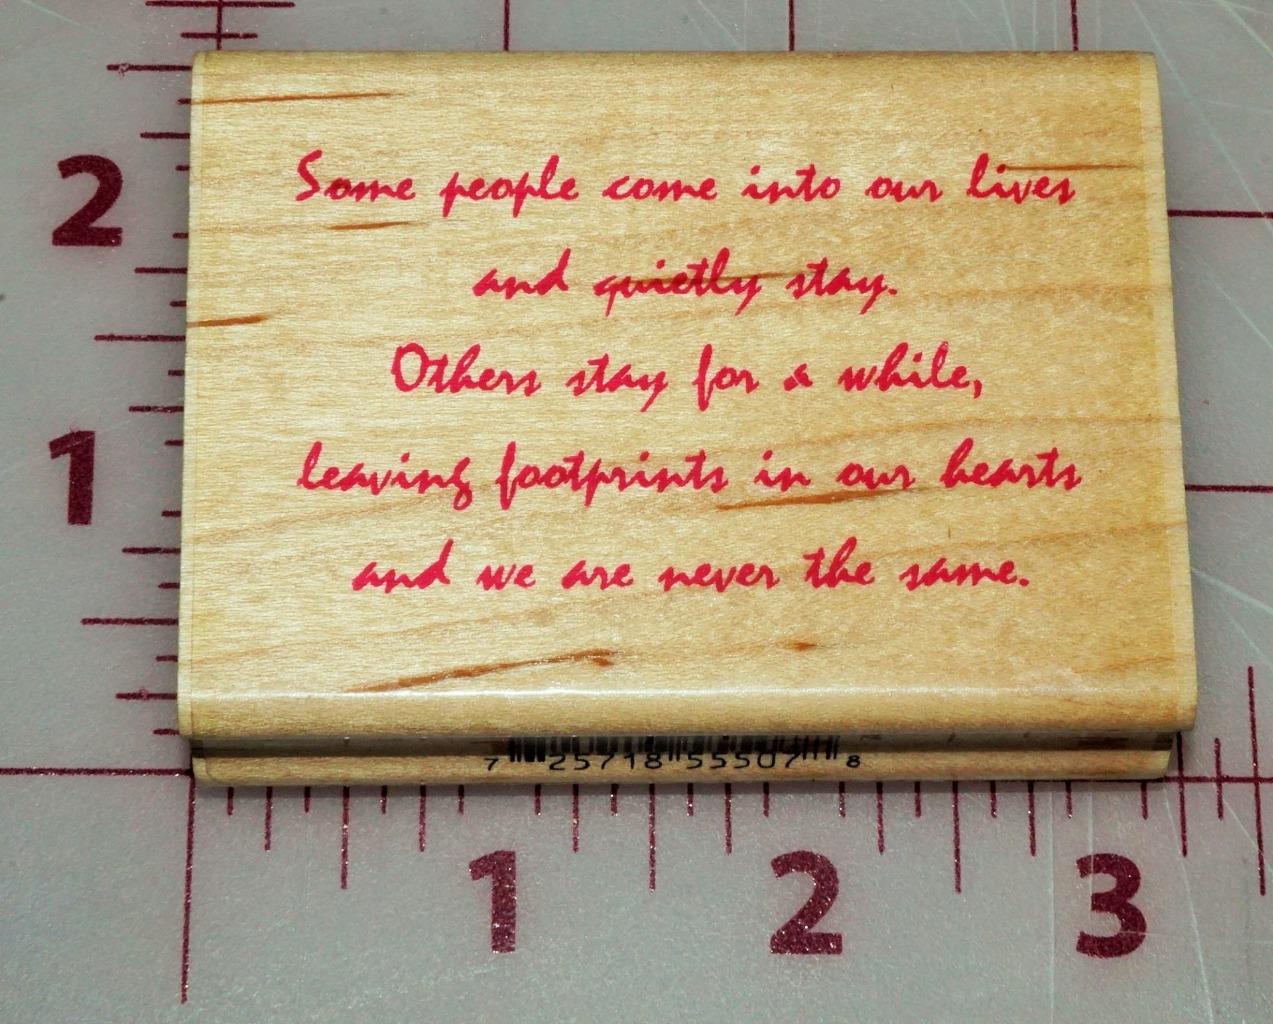 Some people come into our lives
and quietly stay.
Others stay for a while,
leaving footprints in our hearts
and we are never the same.
7 25718 55507 8
2
1
1 2 3